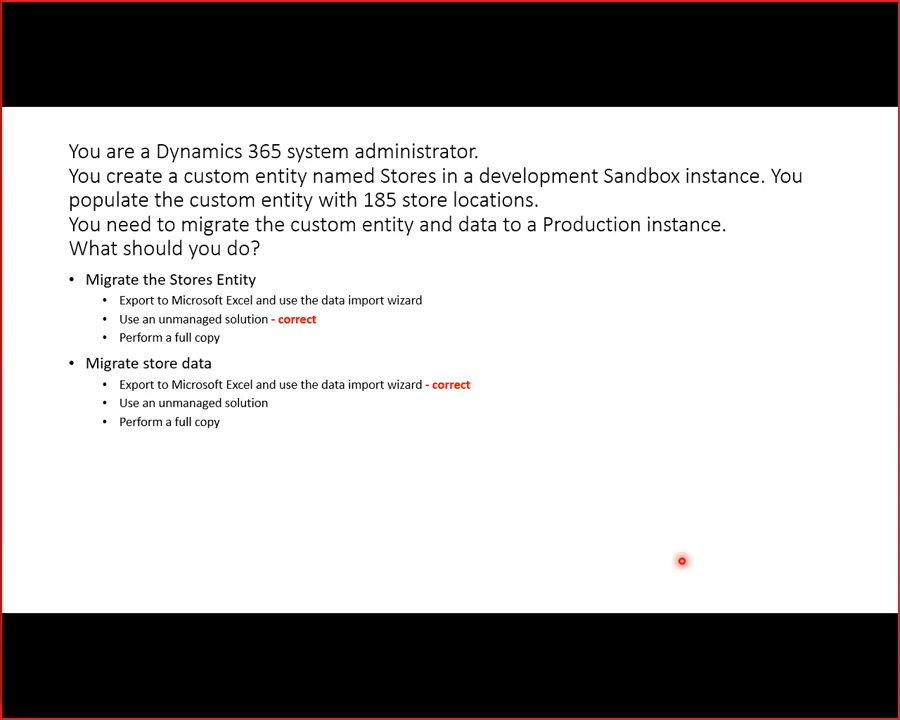 You are a Dynamics 365 system administrator.
You create a custom entity named Stores in a development Sandbox instance. You
populate the custom entity with 185 store locations.
You need to migrate the custom entity and data to a Production instance.
What should you do?
• Migrate the Stores Entity
• Export to Microsoft Excel and use the data import wizard
• Use an unmanaged solution - correct
• Perform a full copy
• Migrate store data
• Export to Microsoft Excel and use the data import wizard - correct
• Use an unmanaged solution
• Perform a full copy